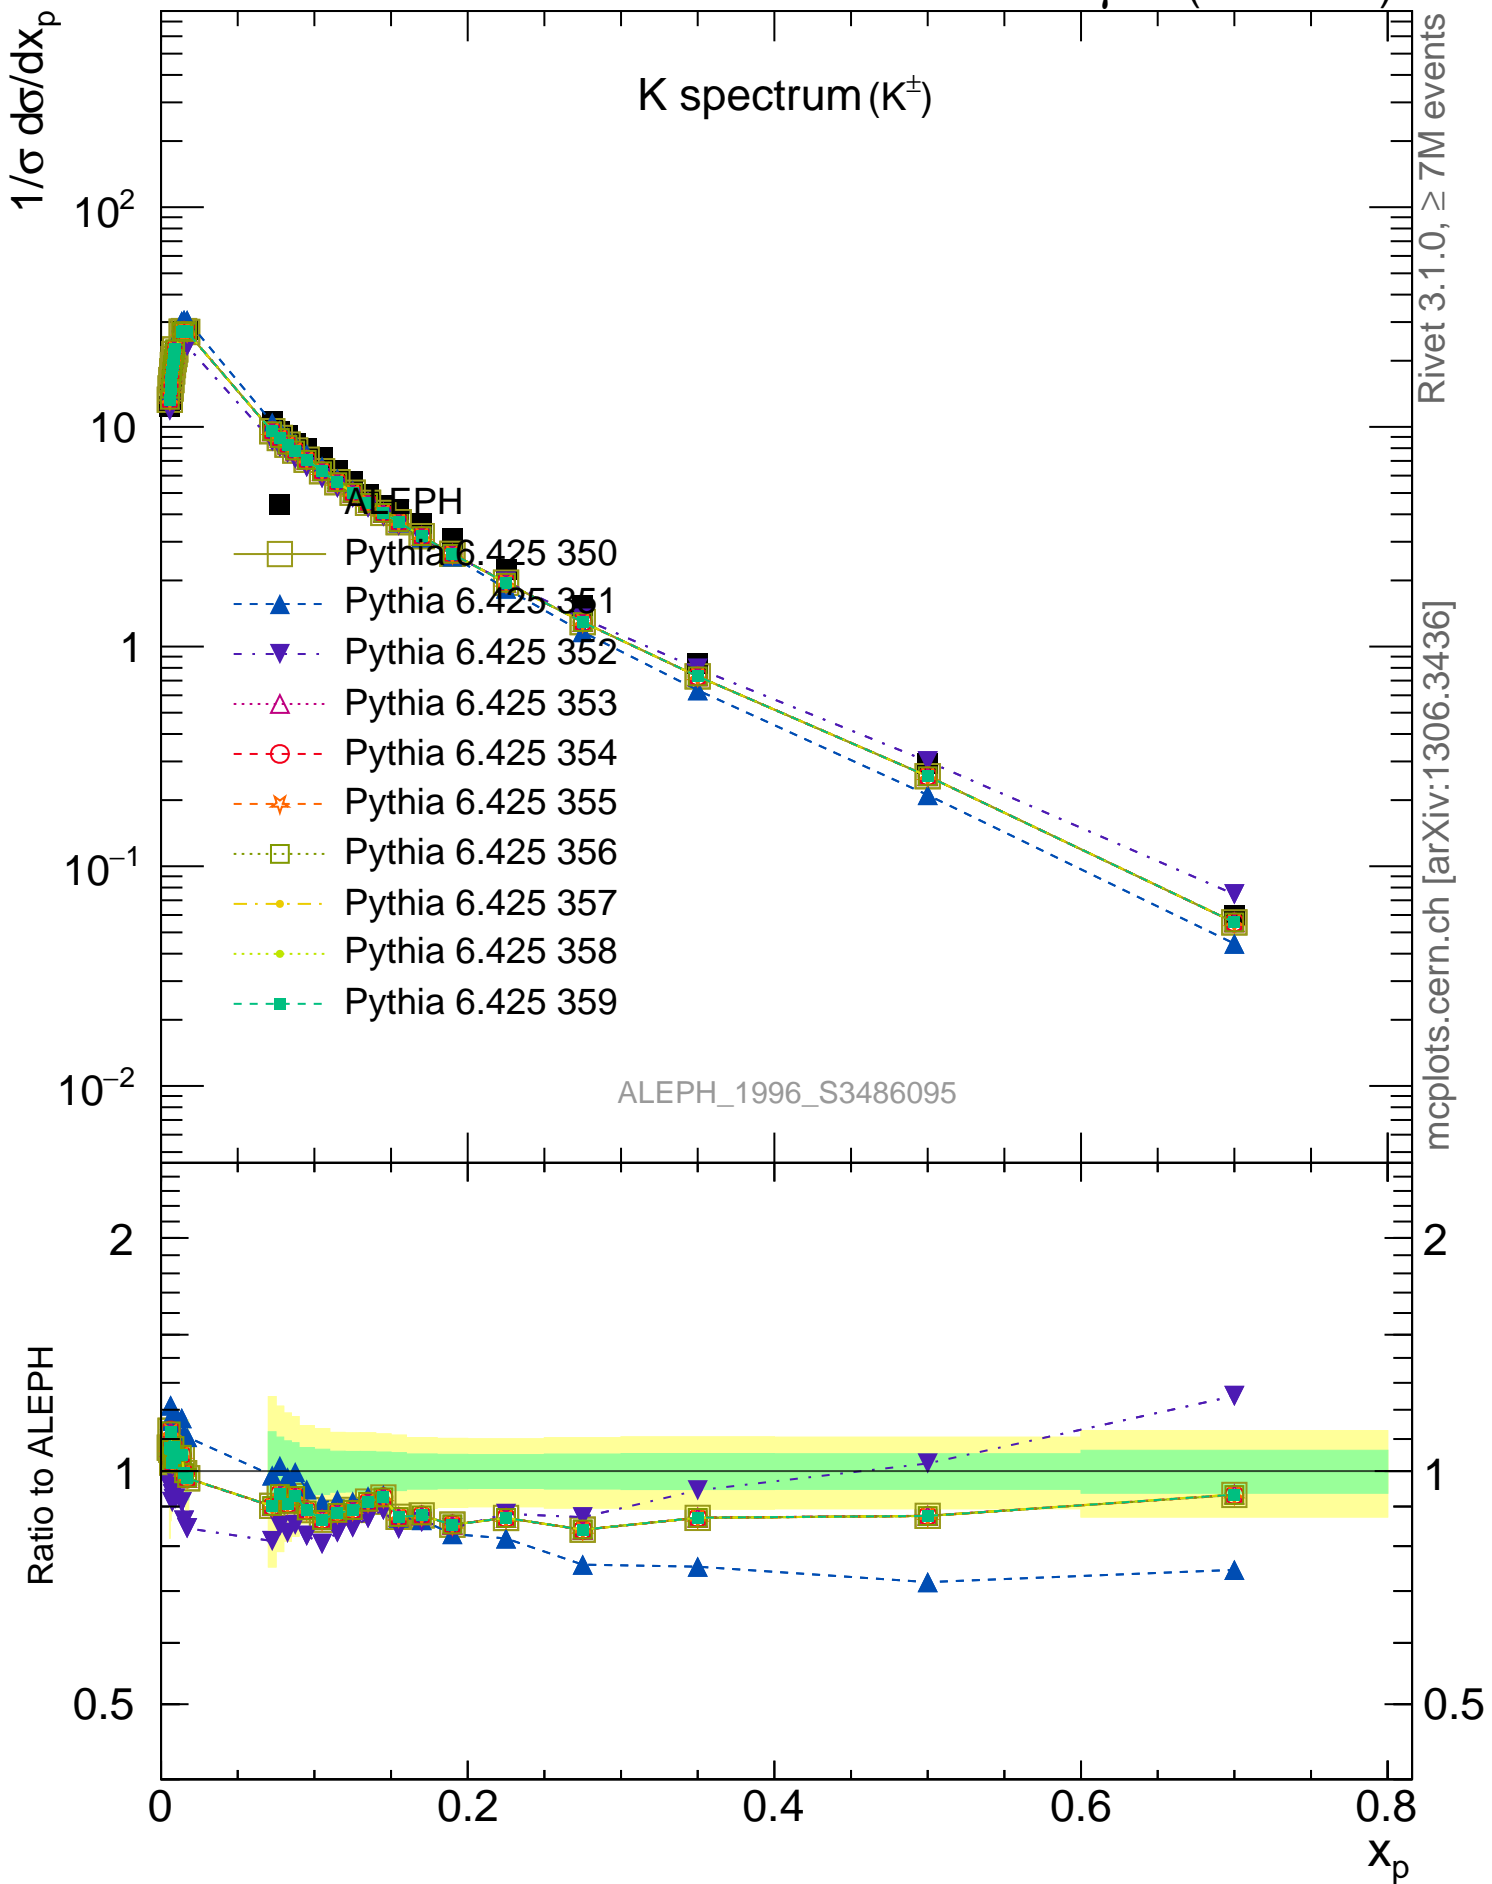 1/σ dσ/dxp
K spectrum (K±)
10²
10
1
10⁻¹
10⁻²
ALEPH
Pythia 6.425 350
Pythia 6.425 351
Pythia 6.425 352
Pythia 6.425 353
Pythia 6.425 354
Pythia 6.425 355
Pythia 6.425 356
Pythia 6.425 357
Pythia 6.425 358
Pythia 6.425 359
ALEPH_1996_S3486095
Rivet 3.1.0, ≥ 7M events
mcplots.cern.ch [arXiv:1306.3436]
Ratio to ALEPH
2
1
0.5
2
1
0.5
0 0.2 0.4 0.6 0.8
xp